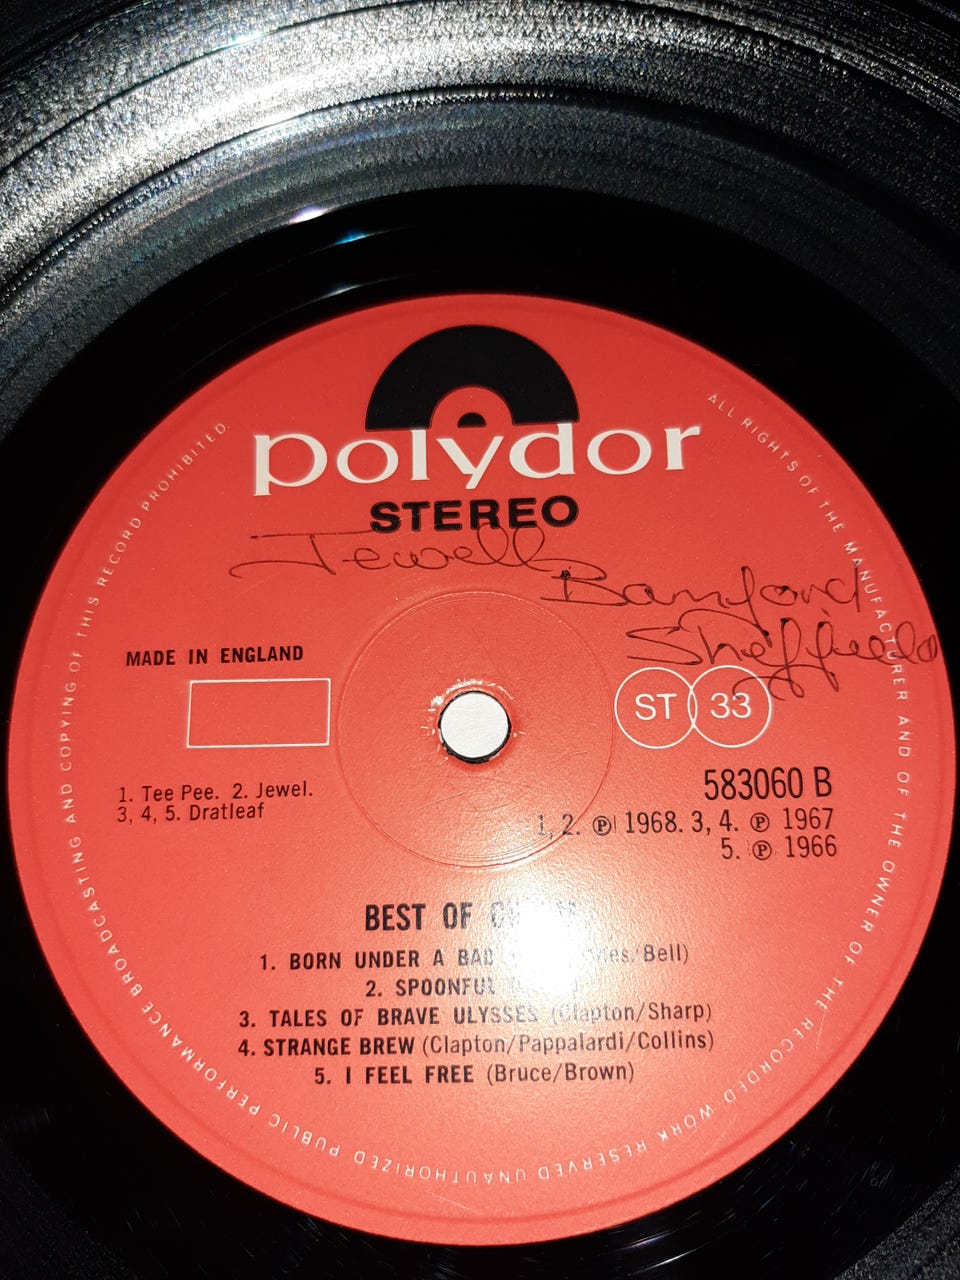 polydor
STEREO
Jewell
Bamford
Sheffield
MADE IN ENGLAND
ST 33
1. Tee Pee. 2. Jewel.
3, 4, 5. Dratleaf
583060 B
1, 2. ℗ 1968. 3, 4. ℗ 1967
5. ℗ 1966
BEST OF
1. BORN UNDER A BAD /Bell)
2. SPOONFUL
3. TALES OF BRAVE ULYSSES (Clapton/Sharp)
4. STRANGE BREW (Clapton/Pappalardi/Collins)
5. I FEEL FREE (Bruce/Brown)
ALL RIGHTS OF THE MANUFACTURER AND OF THE OWNER OF THE RECORDED WORK RESERVED UNAUTHORIZED PUBLIC PERFORMANCE BROADCASTING AND COPYING OF THIS RECORD PROHIBITED.